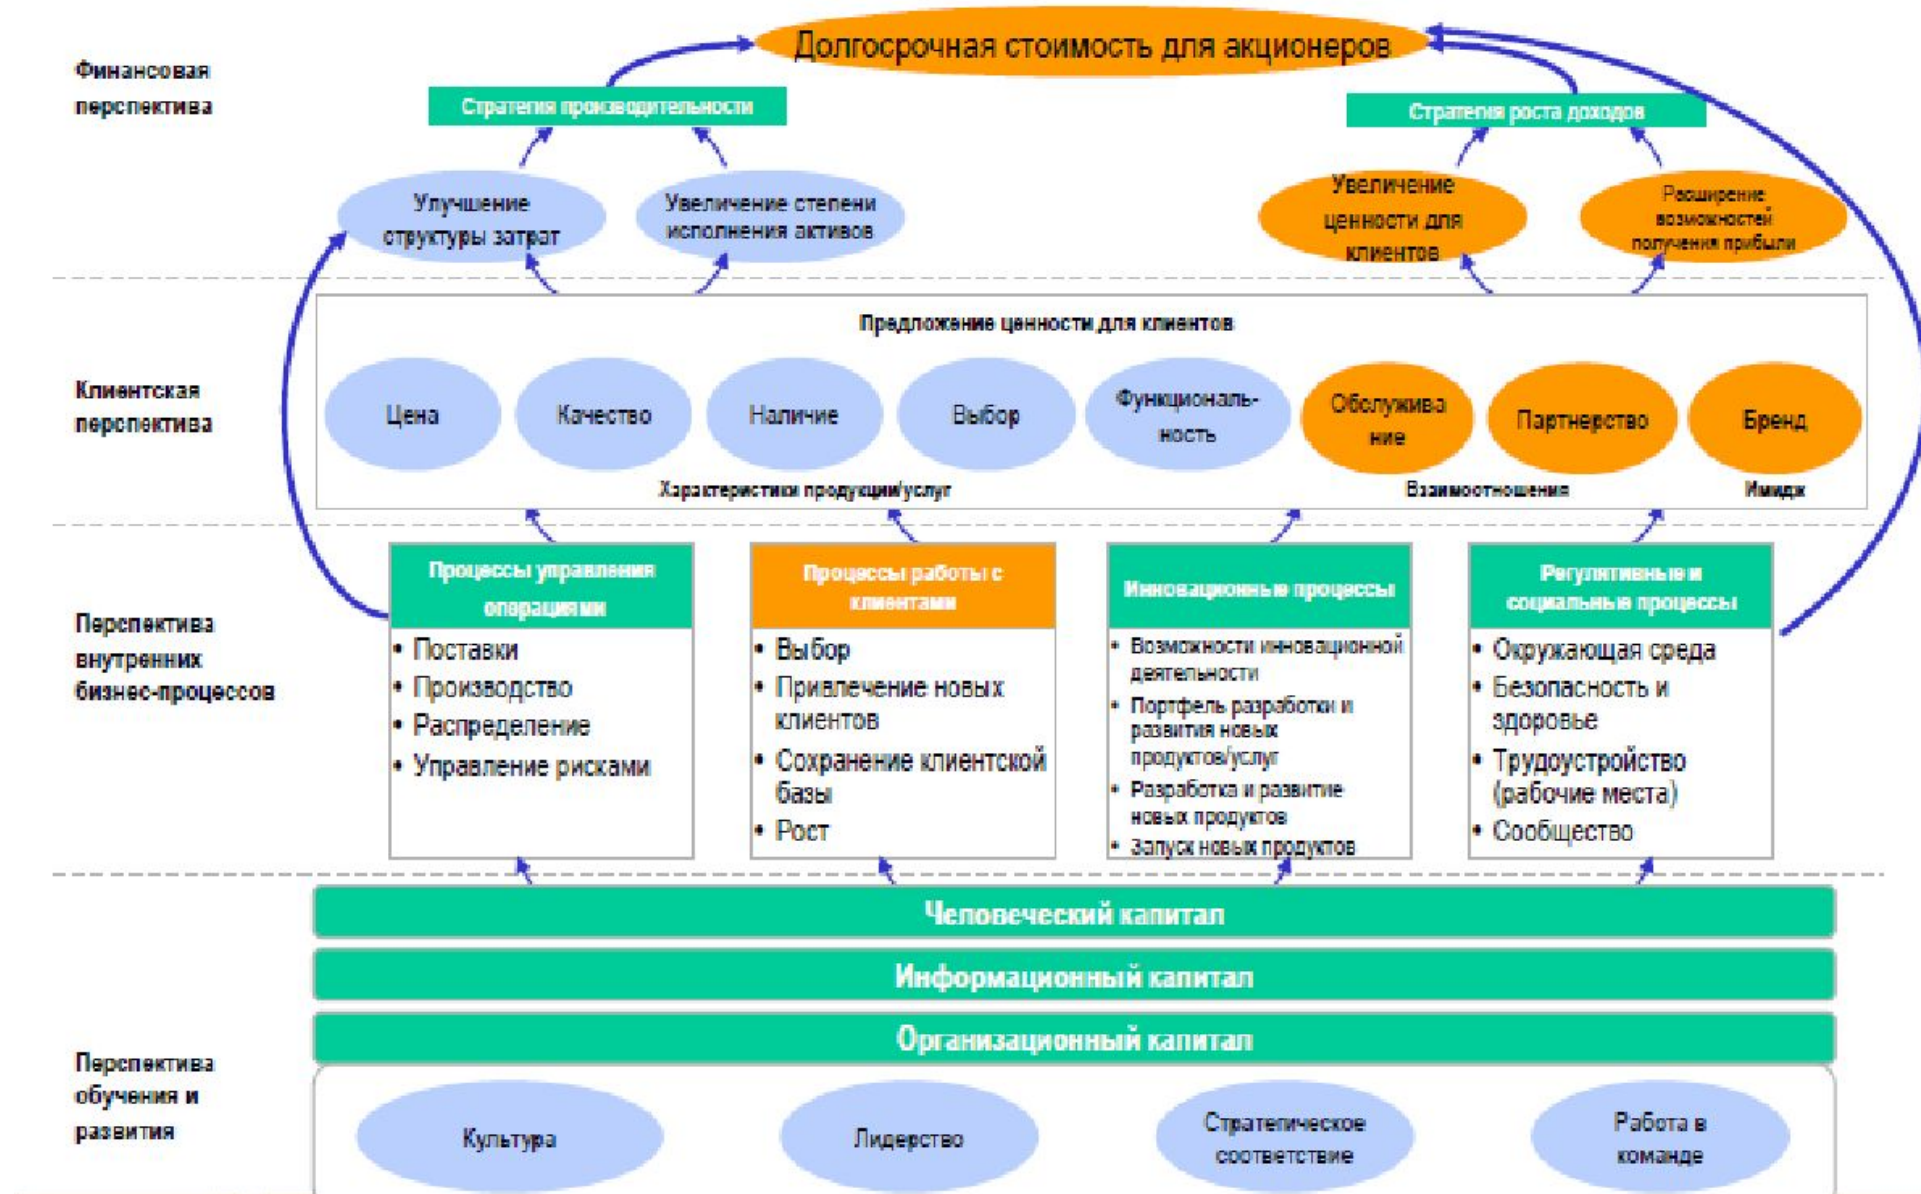 Долгосрочная стоимость для акционеров
Финансовая
перспектива
Стратегия производительности
Стратегия роста доходов
Улучшение
структуры затрат
Увеличение степени
исполнения активов
Увеличение
ценности для
клиентов
Расширение
возможностей
получения прибыли
Предложение ценности для клиентов
Клиентская
перспектива
Цена
Качество
Наличие
Выбор
Функциональ-
ность
Обслужива
ние
Партнерство
Бренд
Характеристики продукции/услуг
Взаимоотношения
Имидж
Перспектива
внутренних
бизнес-процессов
Процессы управления
операциями
• Поставки
• Производство
• Распределение
• Управление рисками
Процессы работы с
клиентами
• Выбор
• Привлечение новых
клиентов
• Сохранение клиентской
базы
• Рост
Инновационные процессы
• Возможности инновационной
деятельности
• Портфель разработки и
развития новых
продуктов/услуг
• Разработка и развитие
новых продуктов
• Запуск новых продуктов
Регулятивные и
социальные процессы
• Окружающая среда
• Безопасность и
здоровье
• Трудоустройство
(рабочие места)
• Сообщество
Человеческий капитал
Информационный капитал
Организационный капитал
Перспектива
обучения и
развития
Культура
Лидерство
Стратегическое
соответствие
Работа в
команде